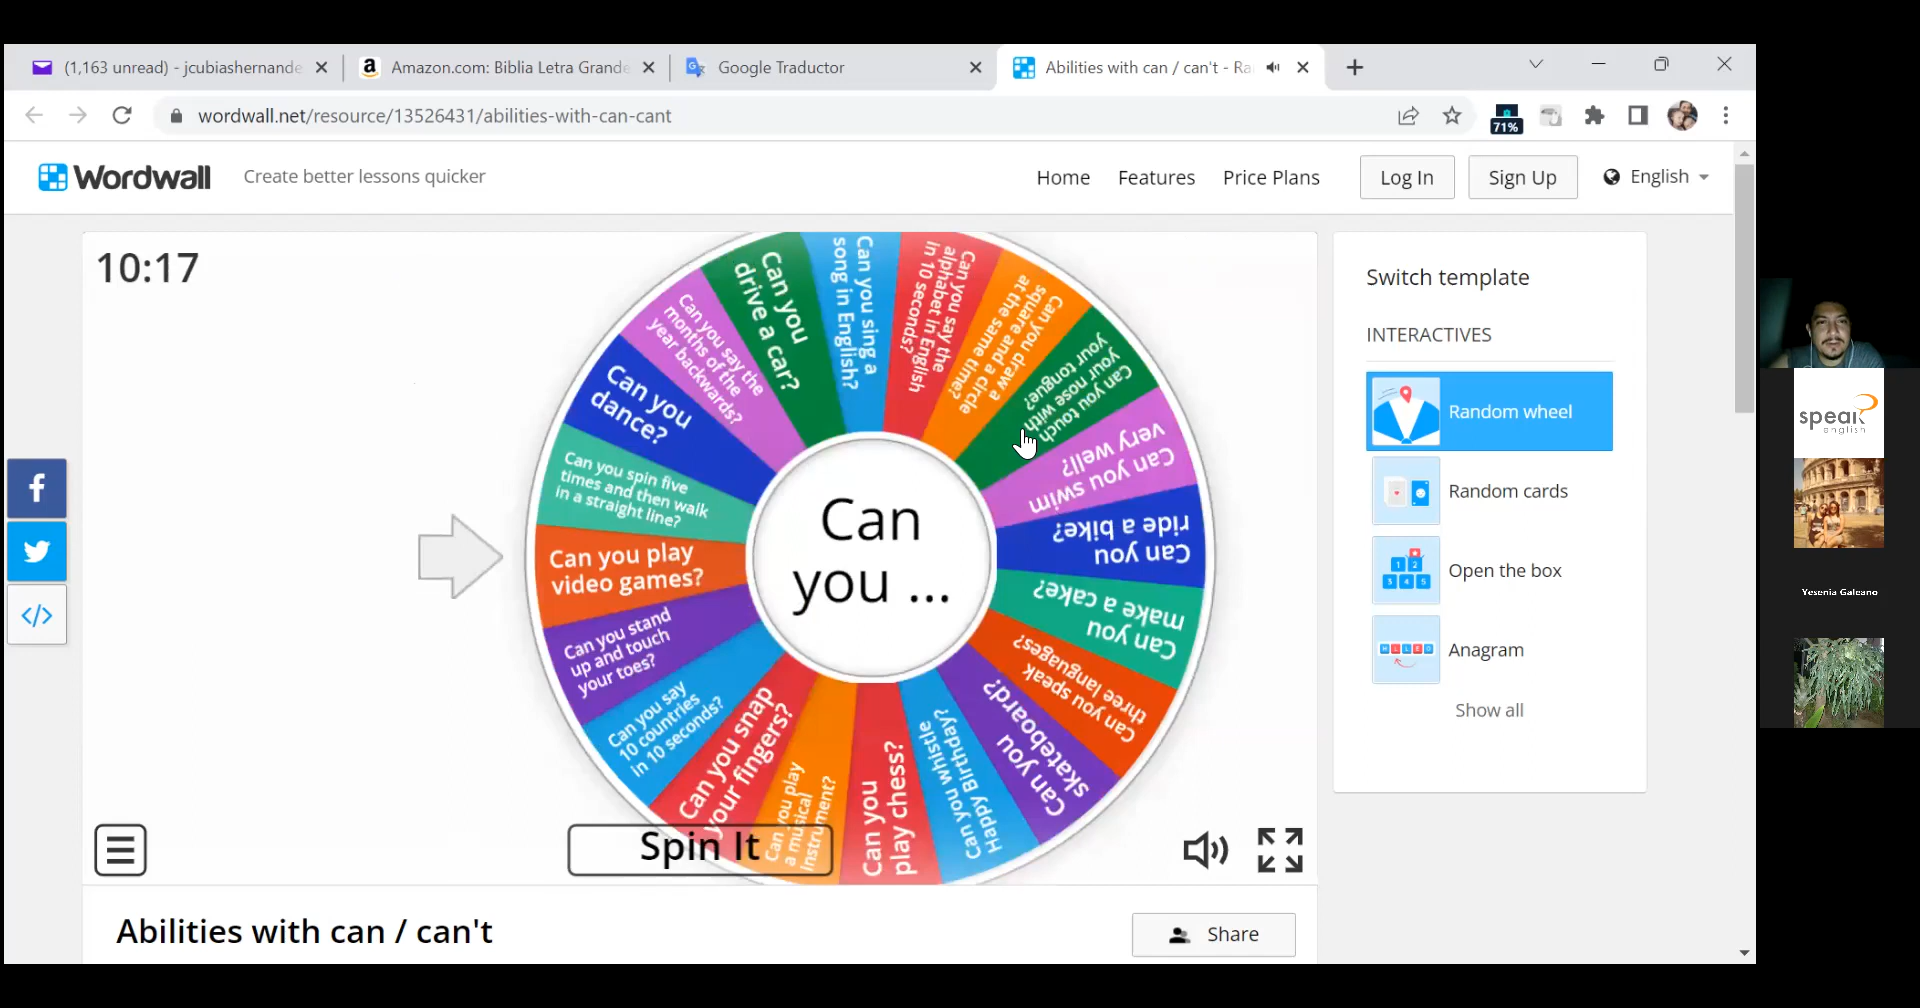 (1,163 unread) - jcubiashernande
Amazon.com: Biblia Letra Grande
Google Traductor
Abilities with can / can't - Ra
wordwall.net/resource/13526431/abilities-with-can-cant
71%
Wordwall
Create better lessons quicker
Home
Features
Price Plans
Log In
Sign Up
English
10:17
Can you
drive a car?
Can you sing a
song in English?
Can you say the
alphabet in English
in 10 seconds?
Can you draw a
square and a circle
at the same time?
Can you touch
your nose with
your tongue?
Can you swim
very well?
Can you
ride a bike?
Can you
make a cake?
Can you speak
three languages?
Can you
skateboard?
Can you whistle
Happy Birthday?
Can you
play chess?
Can you play
a musical
instrument?
Can you snap
your fingers?
Can you say
10 countries
in 10 seconds?
Can you stand
up and touch
your toes?
Can you play
video games?
Can you spin five
times and then walk
in a straight line?
Can you
dance?
Can you say the
months of the
year backwards?
Can
you ...
Spin It
Abilities with can / can't
Share
Switch template
INTERACTIVES
Random wheel
Random cards
Open the box
1 2
3 4 5
Anagram
Show all
speak
english
Yesenia Galeano